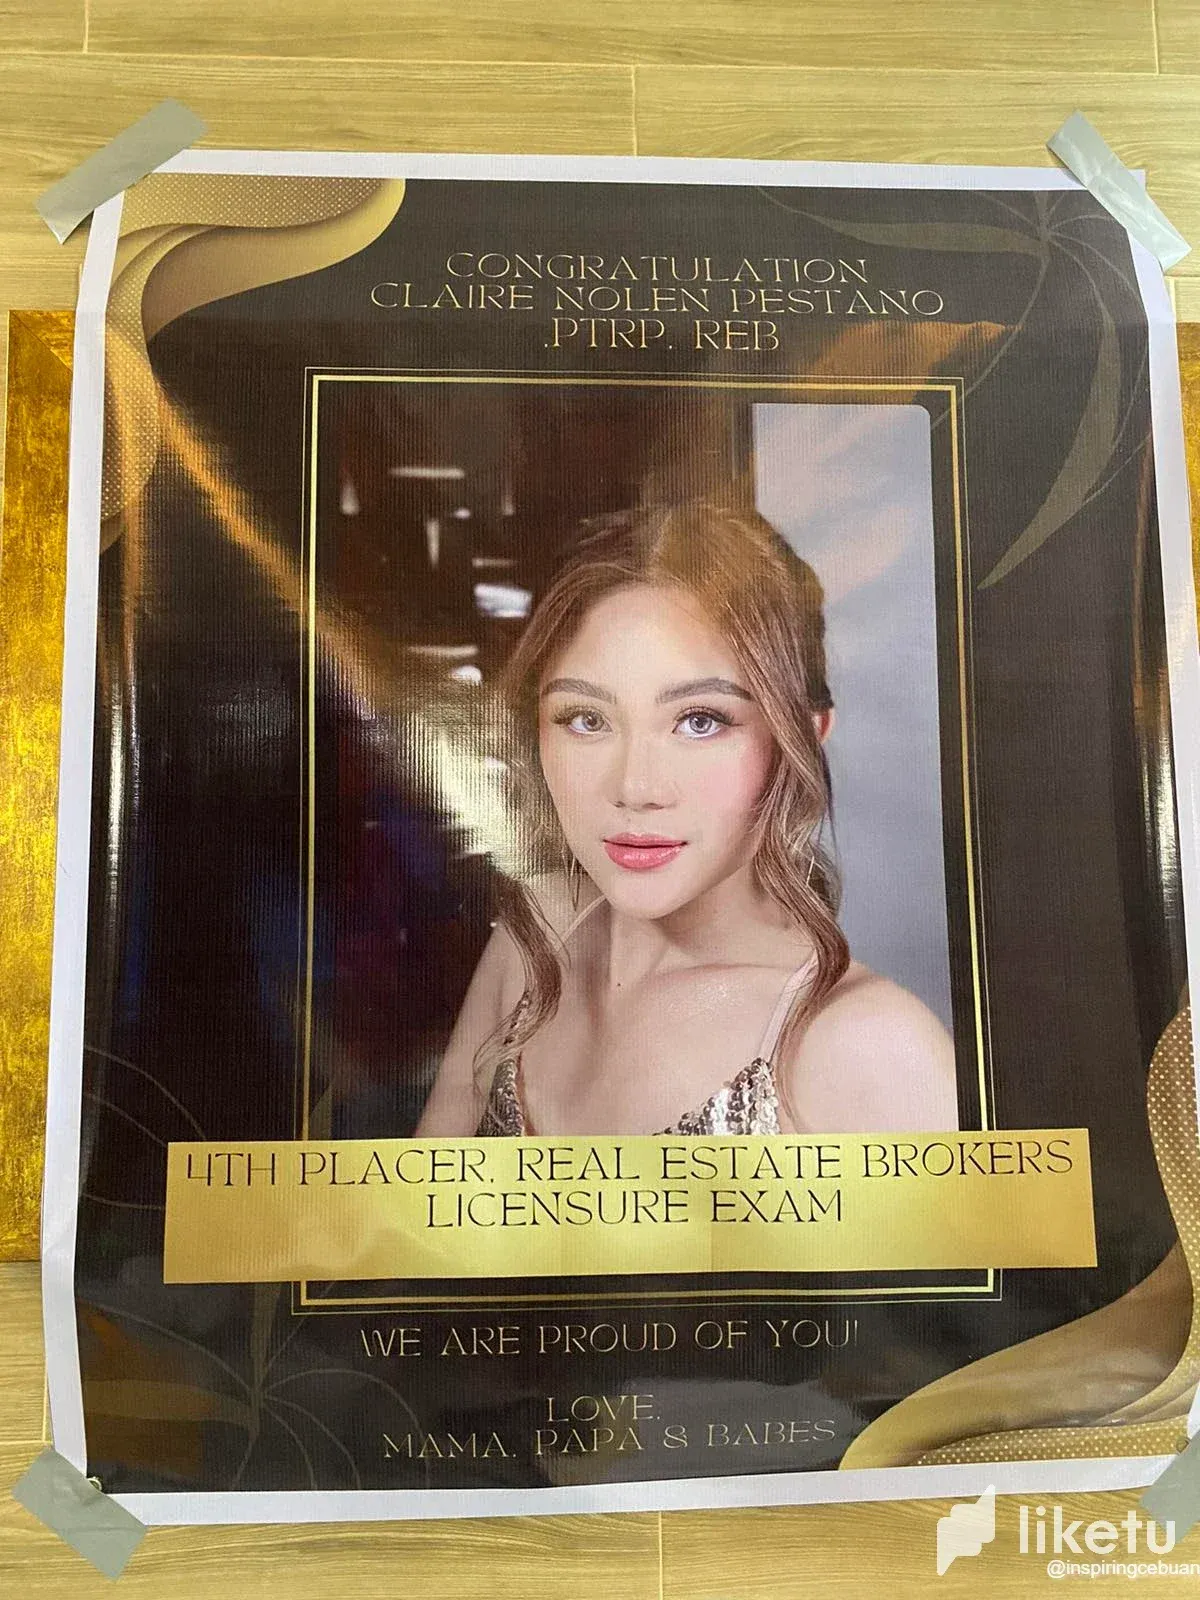 CONGRATULATION
CLAIRE NOLEN PESTANO
.PTRP. REB
4TH PLACER, REAL ESTATE BROKERS
LICENSURE EXAM
WE ARE PROUD OF YOU!
LOVE,
MAMA, PAPA & BABES
liketu
@inspiringcebuan